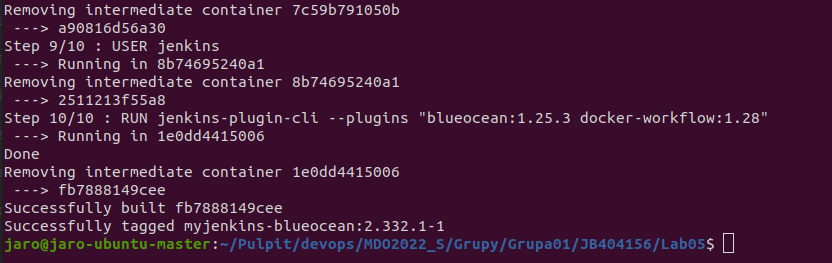 Removing intermediate container 7c59b791050b
 ---> a90816d56a30
Step 9/10 : USER jenkins
 ---> Running in 8b74695240a1
Removing intermediate container 8b74695240a1
 ---> 2511213f55a8
Step 10/10 : RUN jenkins-plugin-cli --plugins "blueocean:1.25.3 docker-workflow:1.28"
 ---> Running in 1e0dd4415006
Done
Removing intermediate container 1e0dd4415006
 ---> fb7888149cee
Successfully built fb7888149cee
Successfully tagged myjenkins-blueocean:2.332.1-1
jaro@jaro-ubuntu-master:~/Pulpit/devops/MDO2022_S/Grupy/Grupa01/JB404156/Lab05$